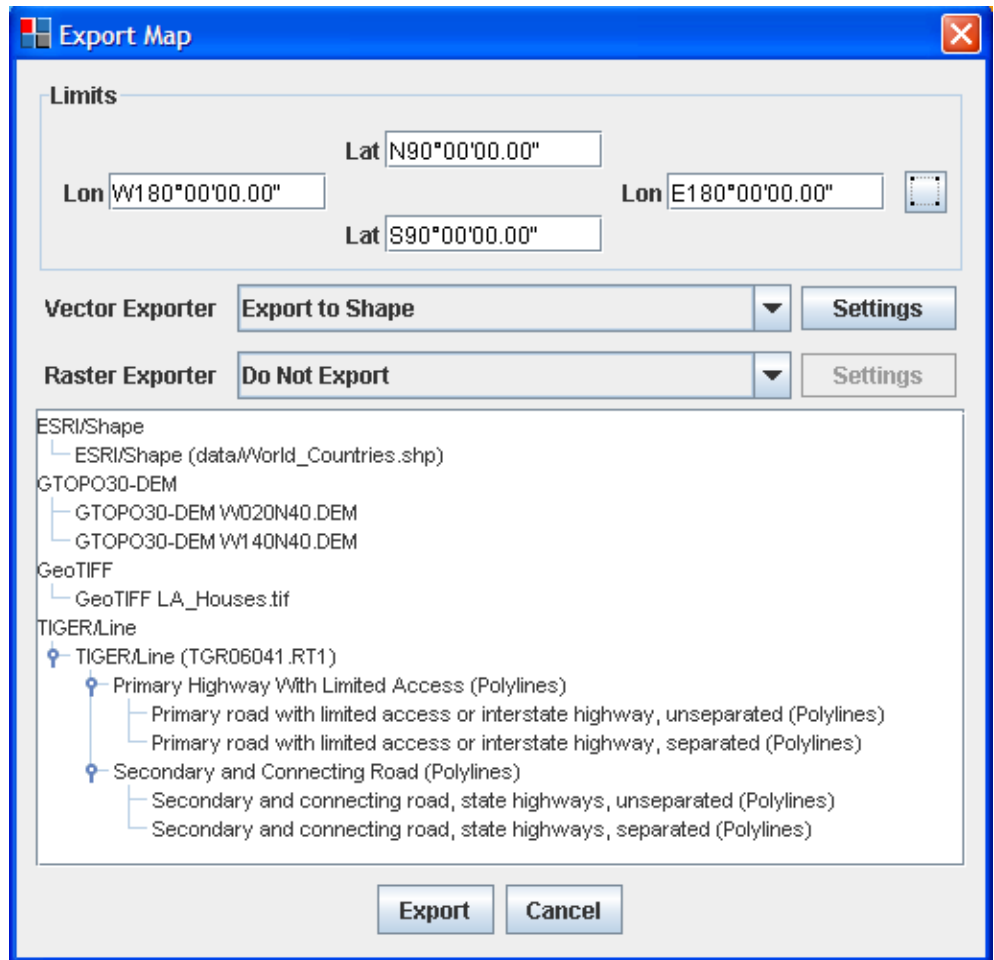 Export Map
Limits
Lat N90°00'00.00"
Lon W180°00'00.00" Lon E180°00'00.00"
Lat S90°00'00.00"
Vector Exporter Export to Shape Settings
Raster Exporter Do Not Export Settings
ESRI/Shape
ESRI/Shape (data/World_Countries.shp)
GTOPO30-DEM
GTOPO30-DEM W020N40.DEM
GTOPO30-DEM W140N40.DEM
GeoTIFF
GeoTIFF LA_Houses.tif
TIGER/Line
TIGER/Line (TGR06041.RT1)
Primary Highway With Limited Access (Polylines)
Primary road with limited access or interstate highway, unseparated (Polylines)
Primary road with limited access or interstate highway, separated (Polylines)
Secondary and Connecting Road (Polylines)
Secondary and connecting road, state highways, unseparated (Polylines)
Secondary and connecting road, state highways, separated (Polylines)
Export Cancel